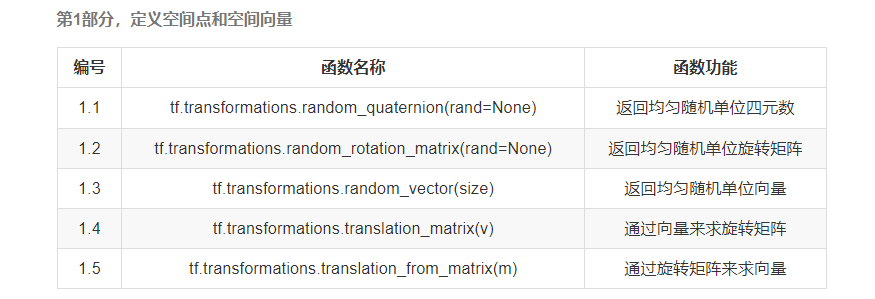 第1部分，定义空间点和空间向量
编号 函数名称 函数功能
1.1 tf.transformations.random_quaternion(rand=None) 返回均匀随机单位四元数
1.2 tf.transformations.random_rotation_matrix(rand=None) 返回均匀随机单位旋转矩阵
1.3 tf.transformations.random_vector(size) 返回均匀随机单位向量
1.4 tf.transformations.translation_matrix(v) 通过向量来求旋转矩阵
1.5 tf.transformations.translation_from_matrix(m) 通过旋转矩阵来求向量